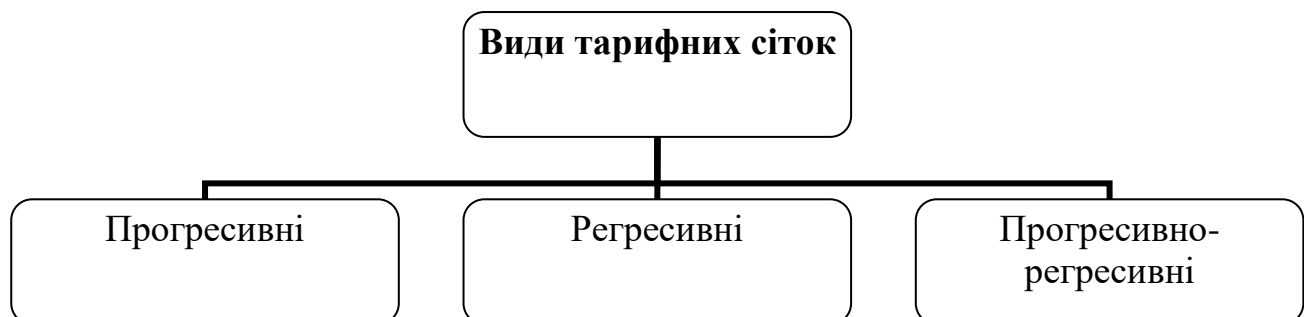 Види тарифних сіток
Прогресивні
Регресивні
Прогресивно-
регресивні